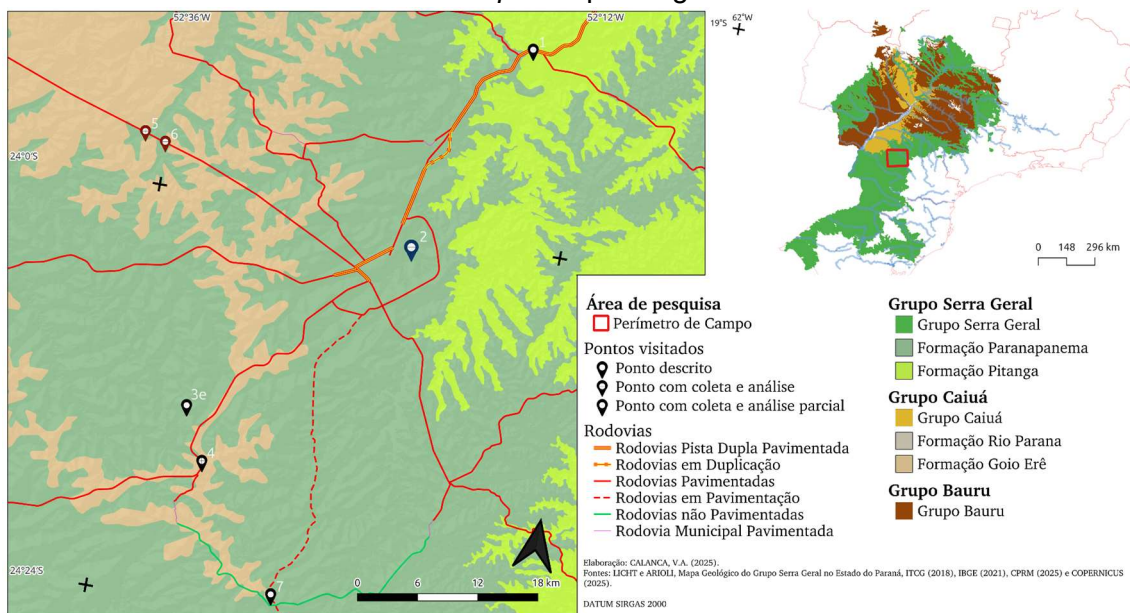 52°36'W
52°12'W
19°S
62°W
1
5
6
24°0'S
2
3e
4
24°24'S
7
0 6 12 18 km
0 148 296 km
Área de pesquisa
Perímetro de Campo
Pontos visitados
Ponto descrito
Ponto com coleta e análise
Ponto com coleta e análise parcial
Rodovias
Rodovias Pista Dupla Pavimentada
Rodovias em Duplicação
Rodovias Pavimentadas
Rodovias em Pavimentação
Rodovias não Pavimentadas
Rodovia Municipal Pavimentada
Grupo Serra Geral
Grupo Serra Geral
Formação Paranapanema
Formação Pitanga
Grupo Caiuá
Grupo Caiuá
Formação Rio Parana
Formação Goio Erê
Grupo Bauru
Grupo Bauru
Elaboração: CALANCA, V.A. (2025).
Fontes: LICHT e ARIOLI, Mapa Geológico do Grupo Serra Geral no Estado do Paraná, ITCG (2018), IBGE (2021), CPRM (2025) e COPERNICUS
(2025).
DATUM SIRGAS 2000